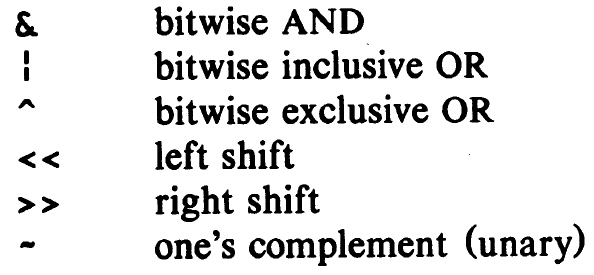 & bitwise AND
¦ bitwise inclusive OR
^ bitwise exclusive OR
<< left shift
>> right shift
~ one's complement (unary)